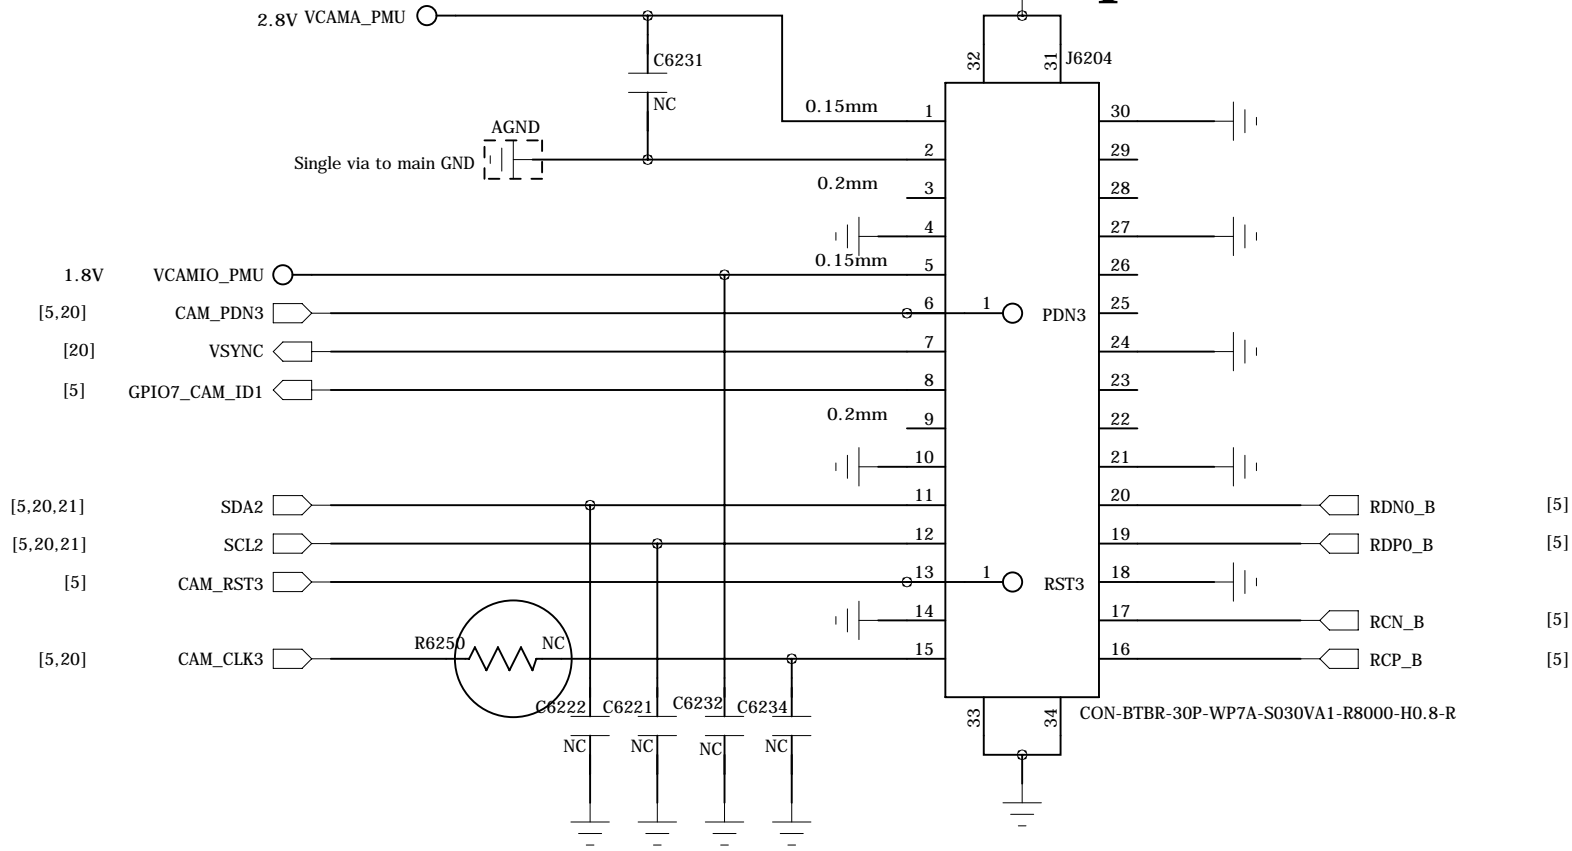 2.8V VCAMA_PMU
32
31
J6204
C6231
NC
0.15mm
1
30
AGND
Single via to main GND
2
29
0.2mm
3
28
4
27
0.15mm
1.8V VCAMIO_PMU
5
26
[5,20] CAM_PDN3
6
1
PDN3
25
[20] VSYNC
7
24
[5] GPIO7_CAM_ID1
8
23
0.2mm
9
22
10
21
[5,20,21] SDA2
11
20
RDN0_B [5]
[5,20,21] SCL2
12
19
RDP0_B [5]
[5] CAM_RST3
13
1
RST3
18
14
17
RCN_B [5]
[5,20] CAM_CLK3
R6250
NC
15
16
RCP_B [5]
C6222
C6221
C6232
C6234
33
34
CON-BTBR-30P-WP7A-S030VA1-R8000-H0.8-R
NC
NC
NC
NC